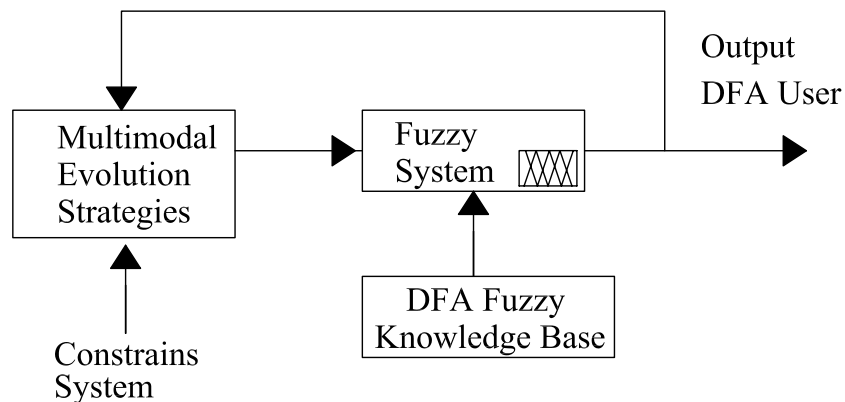 Output
DFA User
Multimodal
Evolution
Strategies
Fuzzy
System
DFA Fuzzy
Knowledge Base
Constrains
System